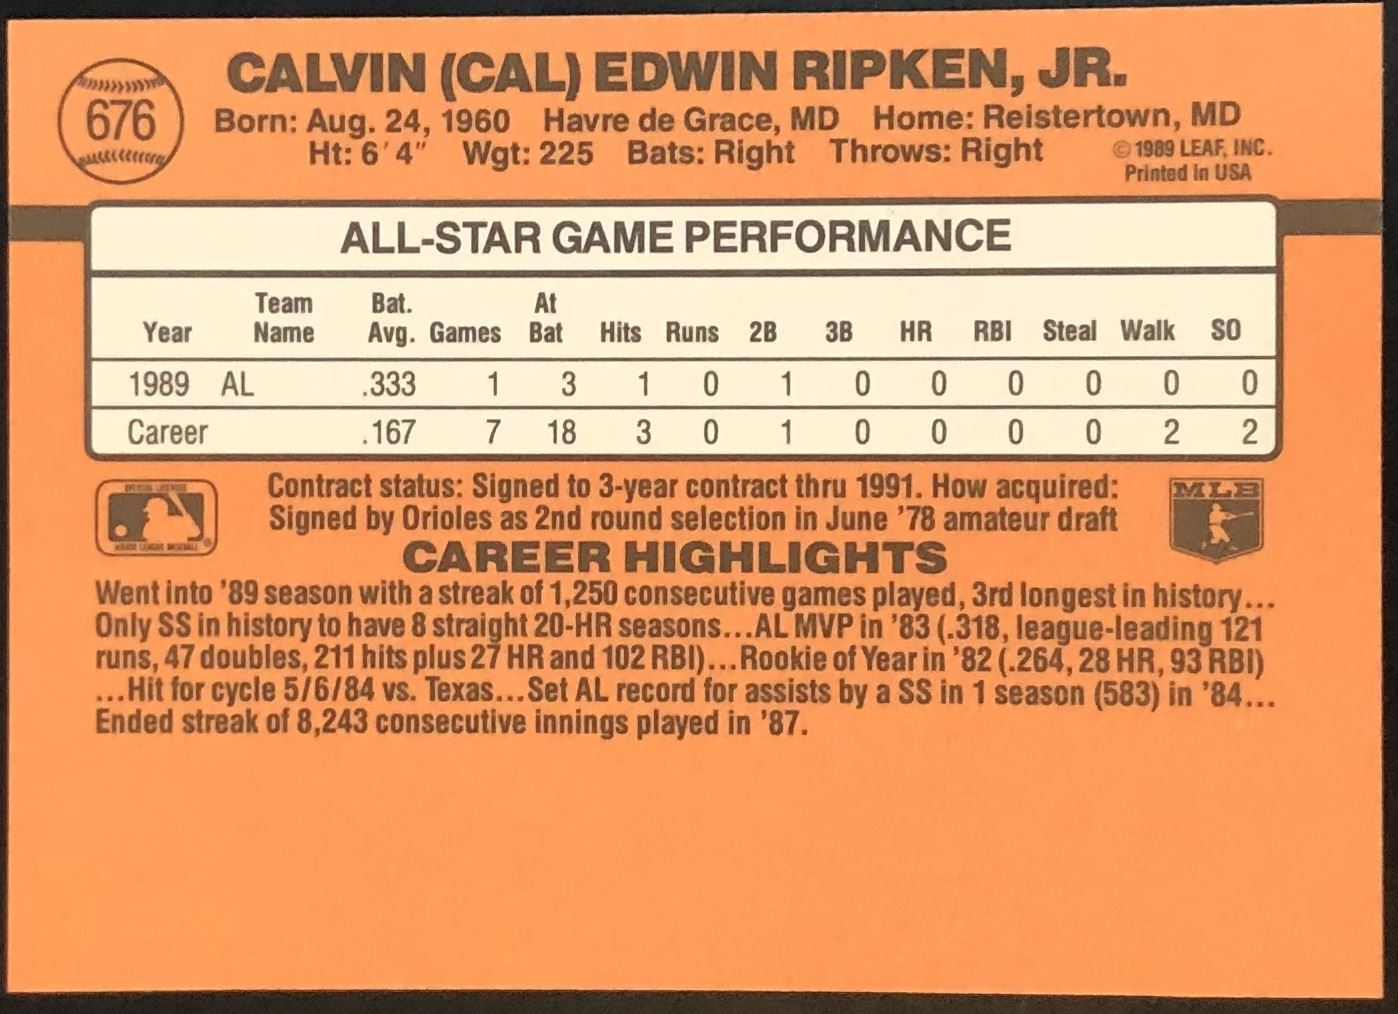 676
CALVIN (CAL) EDWIN RIPKEN, JR.
Born: Aug. 24, 1960 Havre de Grace, MD Home: Reistertown, MD
Ht: 6'4" Wgt: 225 Bats: Right Throws: Right
© 1989 LEAF, INC.
Printed In USA
ALL-STAR GAME PERFORMANCE
Year Team Name Bat. Avg. Games At Bat Hits Runs 2B 3B HR RBI Steal Walk SO
1989 AL .333 1 3 1 0 1 0 0 0 0 0 0
Career .167 7 18 3 0 1 0 0 0 0 2 2
Contract status: Signed to 3-year contract thru 1991. How acquired:
Signed by Orioles as 2nd round selection in June '78 amateur draft
MLB
MAJOR LEAGUE BASEBALL
CAREER HIGHLIGHTS
Went into '89 season with a streak of 1,250 consecutive games played, 3rd longest in history...
Only SS in history to have 8 straight 20-HR seasons...AL MVP in '83 (.318, league-leading 121
runs, 47 doubles, 211 hits plus 27 HR and 102 RBI)...Rookie of Year in '82 (.264, 28 HR, 93 RBI)
...Hit for cycle 5/6/84 vs. Texas...Set AL record for assists by a SS in 1 season (583) in '84...
Ended streak of 8,243 consecutive innings played in '87.